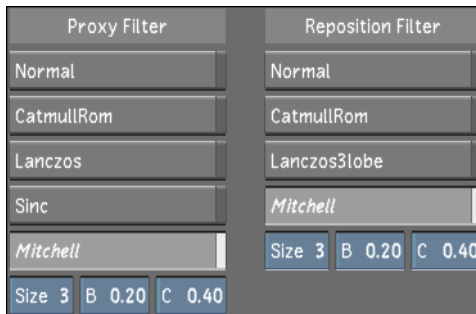 Proxy Filter
Normal
CatmullRom
Lanczos
Sinc
Mitchell
Size 3 B 0.20 C 0.40
Reposition Filter
Normal
CatmullRom
Lanczos3lobe
Mitchell
Size 3 B 0.20 C 0.40